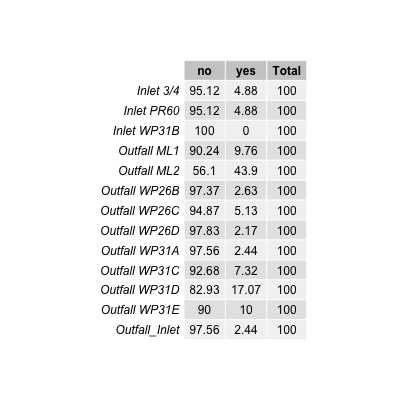 no yes Total
Inlet 3/4 95.12 4.88 100
Inlet PR60 95.12 4.88 100
Inlet WP31B 100 0 100
Outfall ML1 90.24 9.76 100
Outfall ML2 56.1 43.9 100
Outfall WP26B 97.37 2.63 100
Outfall WP26C 94.87 5.13 100
Outfall WP26D 97.83 2.17 100
Outfall WP31A 97.56 2.44 100
Outfall WP31C 92.68 7.32 100
Outfall WP31D 82.93 17.07 100
Outfall WP31E 90 10 100
Outfall_Inlet 97.56 2.44 100